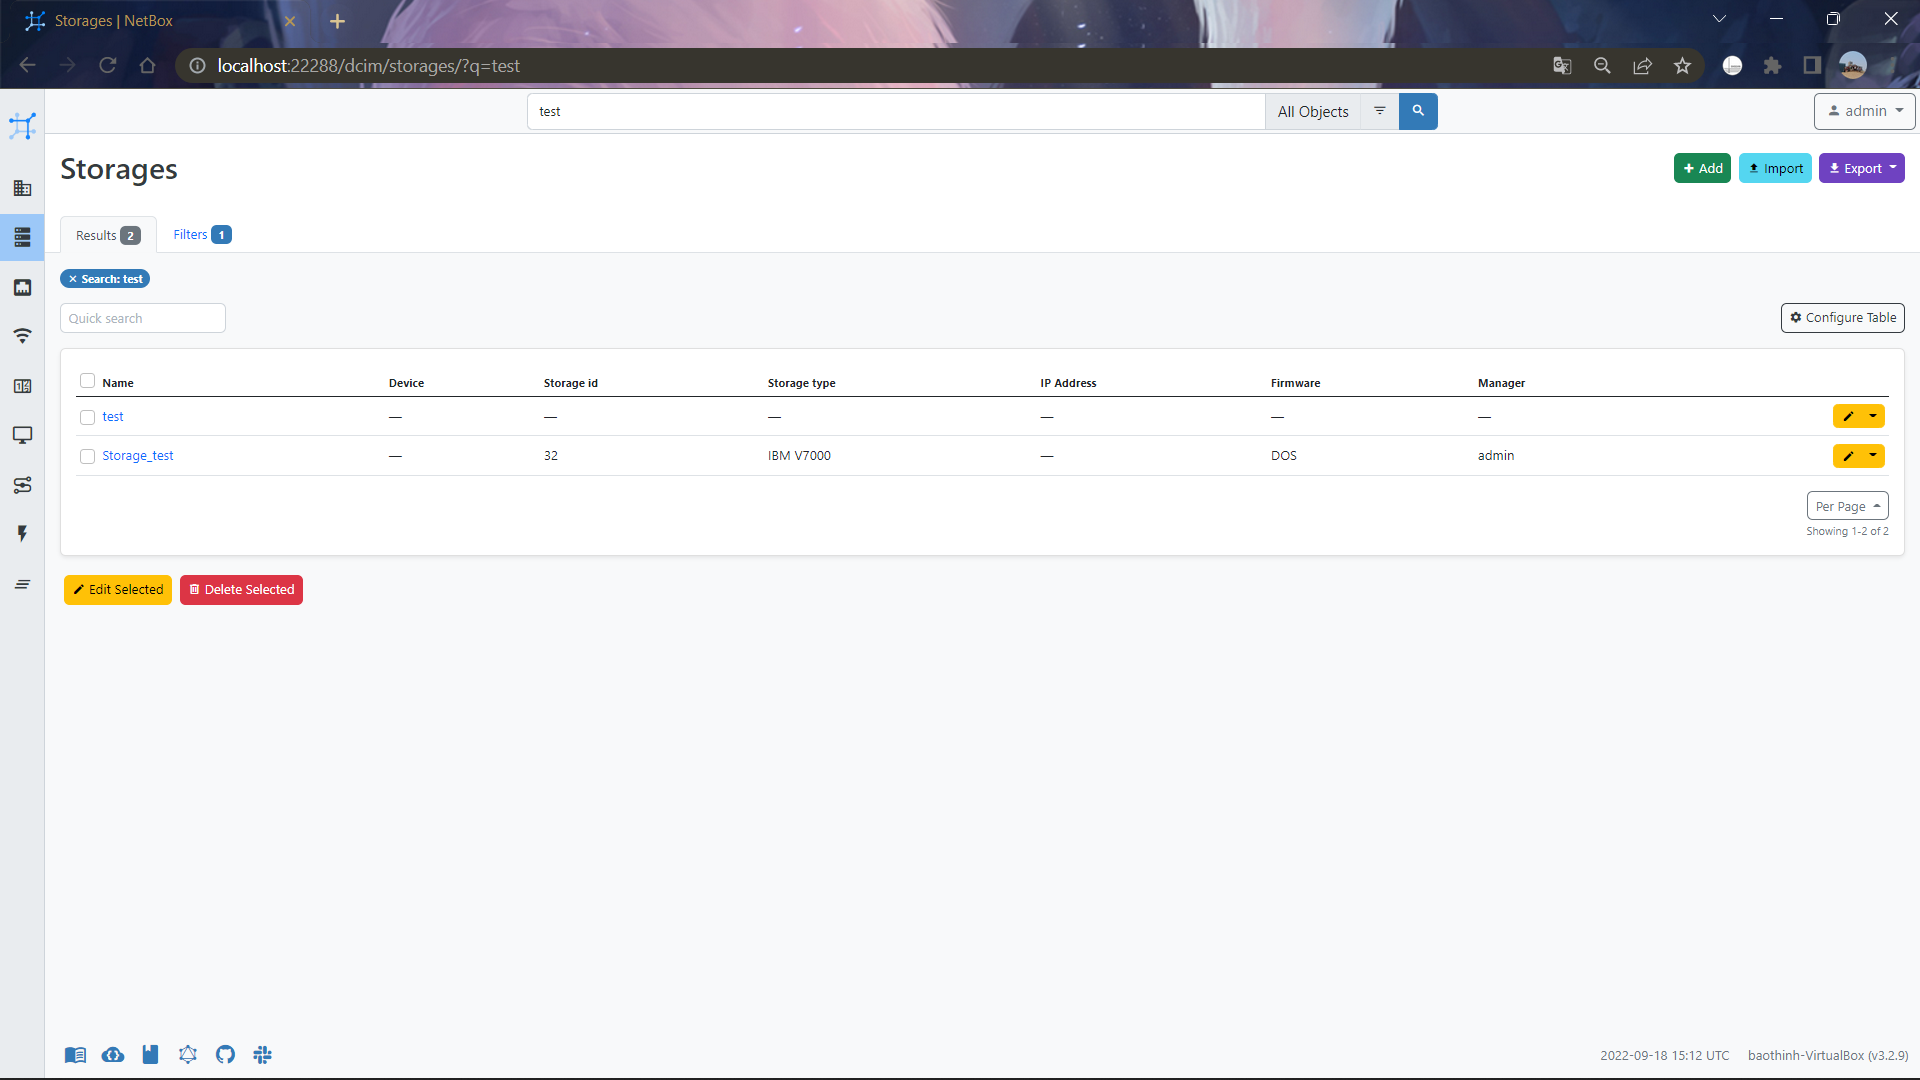 Storages | NetBox
localhost:22288/dcim/storages/?q=test
test All Objects admin
Storages
Add Import Export
Results 2 Filters 1
× Search: test
Quick search Configure Table
Name Device Storage id Storage type IP Address Firmware Manager
test — — — — — —
Storage_test — 32 IBM V7000 — DOS admin
Per Page
Showing 1-2 of 2
Edit Selected Delete Selected
2022-09-18 15:12 UTC baothinh-VirtualBox (v3.2.9)